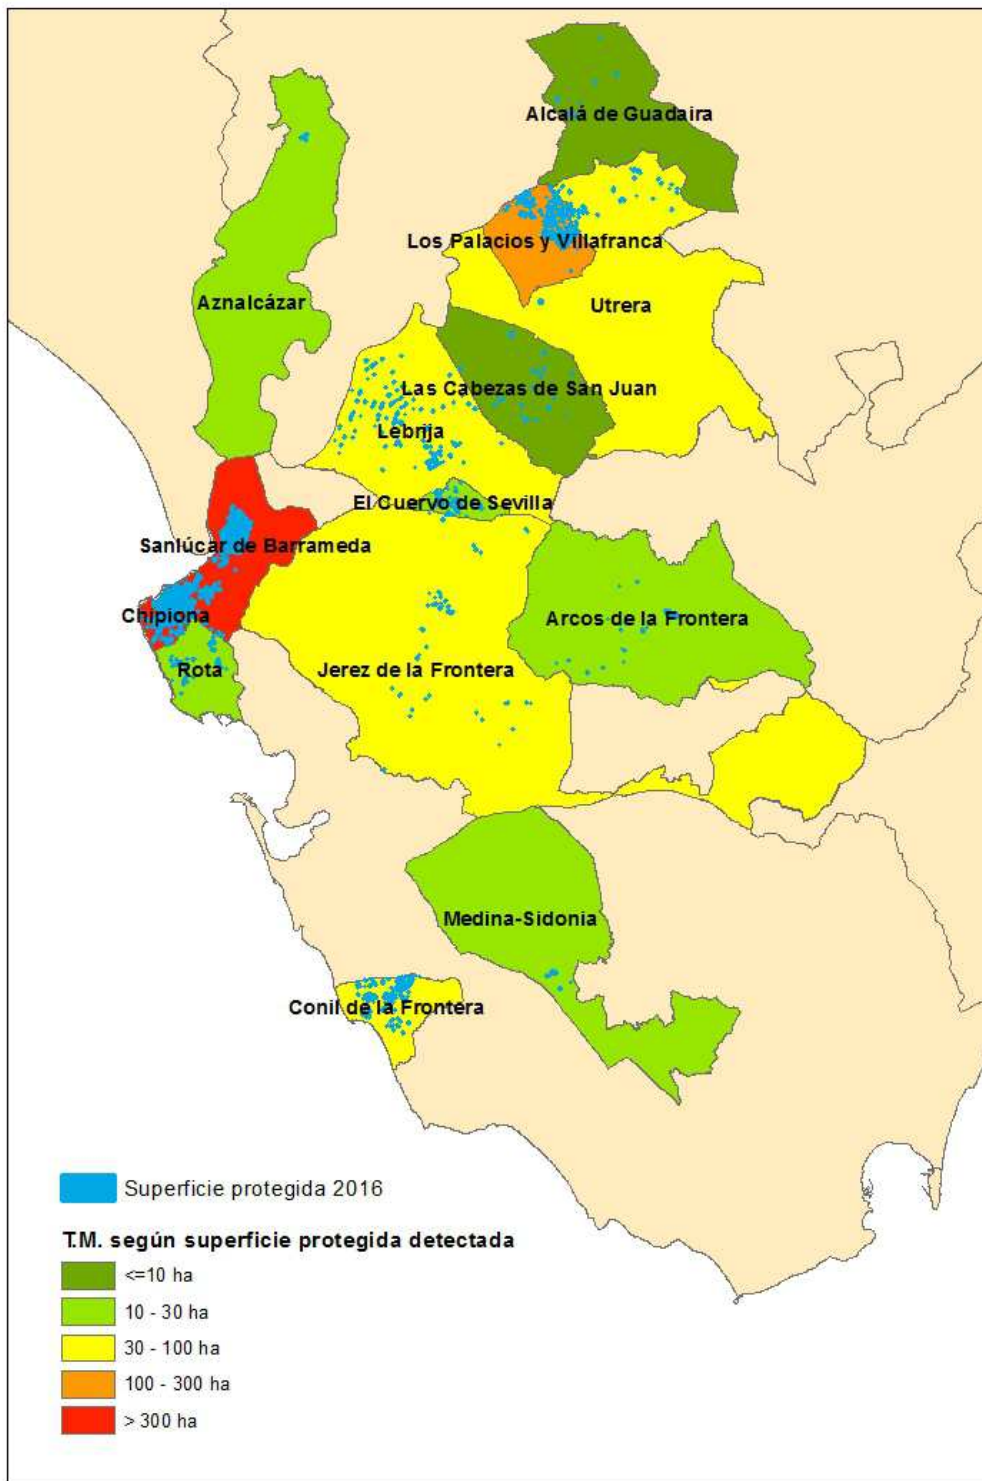 Alcalá de Guadaira
Los Palacios y Villafranca
Aznalcázar
Utrera
Las Cabezas de San Juan
Lebrija
El Cuervo de Sevilla
Sanlúcar de Barrameda
Chipiona
Arcos de la Frontera
Rota
Jerez de la Frontera
Medina-Sidonia
Conil de la Frontera
Superficie protegida 2016
T.M. según superficie protegida detectada
<=10 ha
10 - 30 ha
30 - 100 ha
100 - 300 ha
> 300 ha